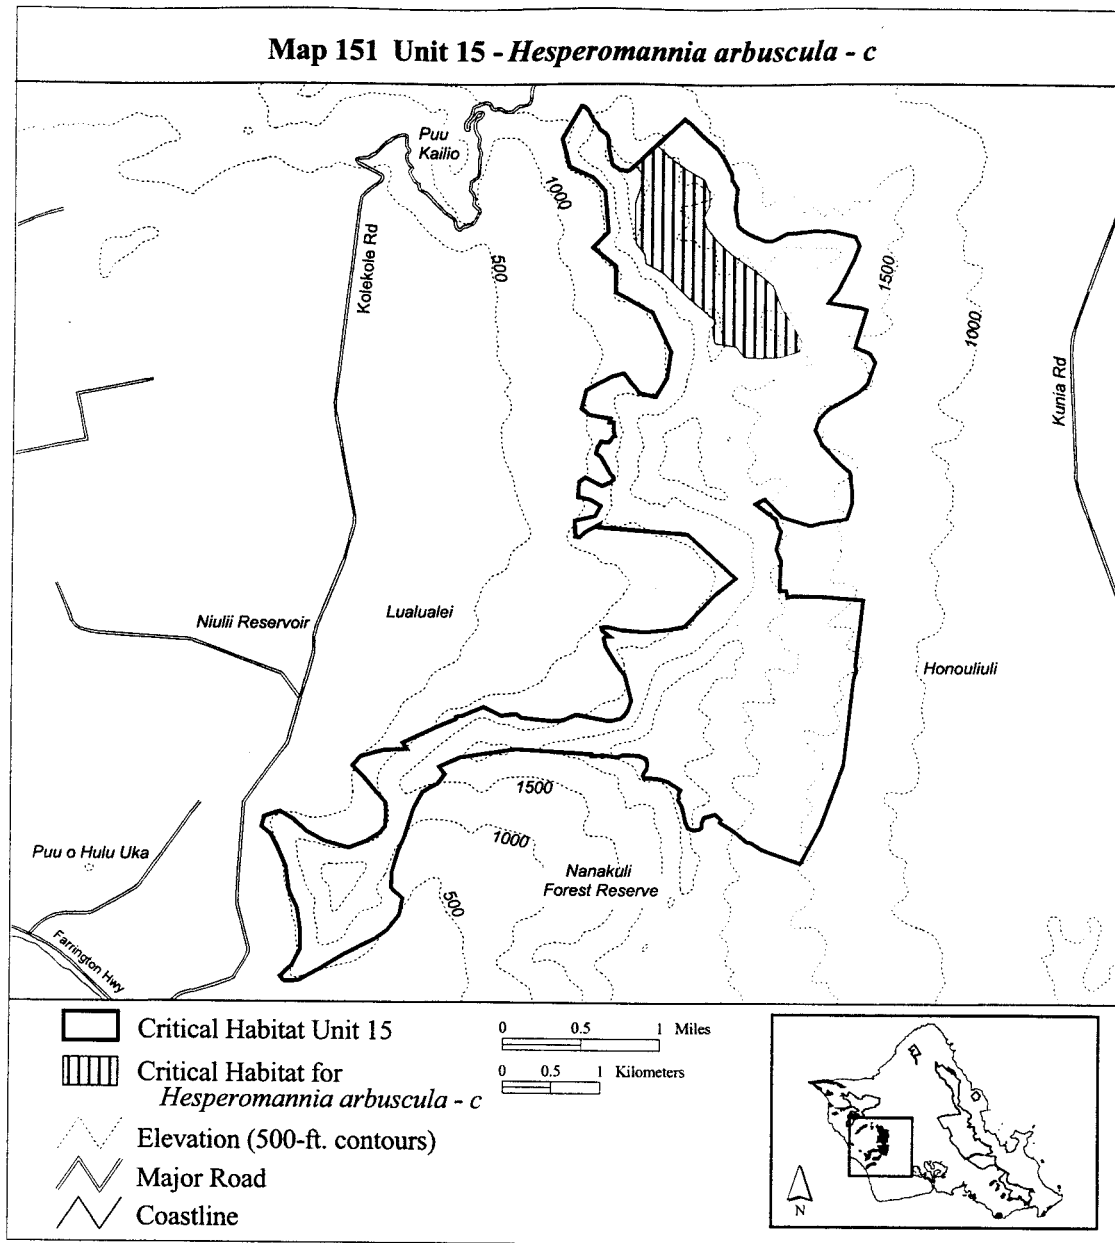 Map 151 Unit 15 - Hesperomannia arbuscula - c
Puu
Kailio
1000
Kolekole Rd
500
1500
1000
Kunia Rd
Niulii Reservoir
Lualualei
Honouliuli
1500
1000
Puu o Hulu Uka
Nanakuli
Forest Reserve
500
Farrington Hwy
Critical Habitat Unit 15
Critical Habitat for
Hesperomannia arbuscula - c
Elevation (500-ft. contours)
Major Road
Coastline
0 0.5 1 Miles
0 0.5 1 Kilometers
N